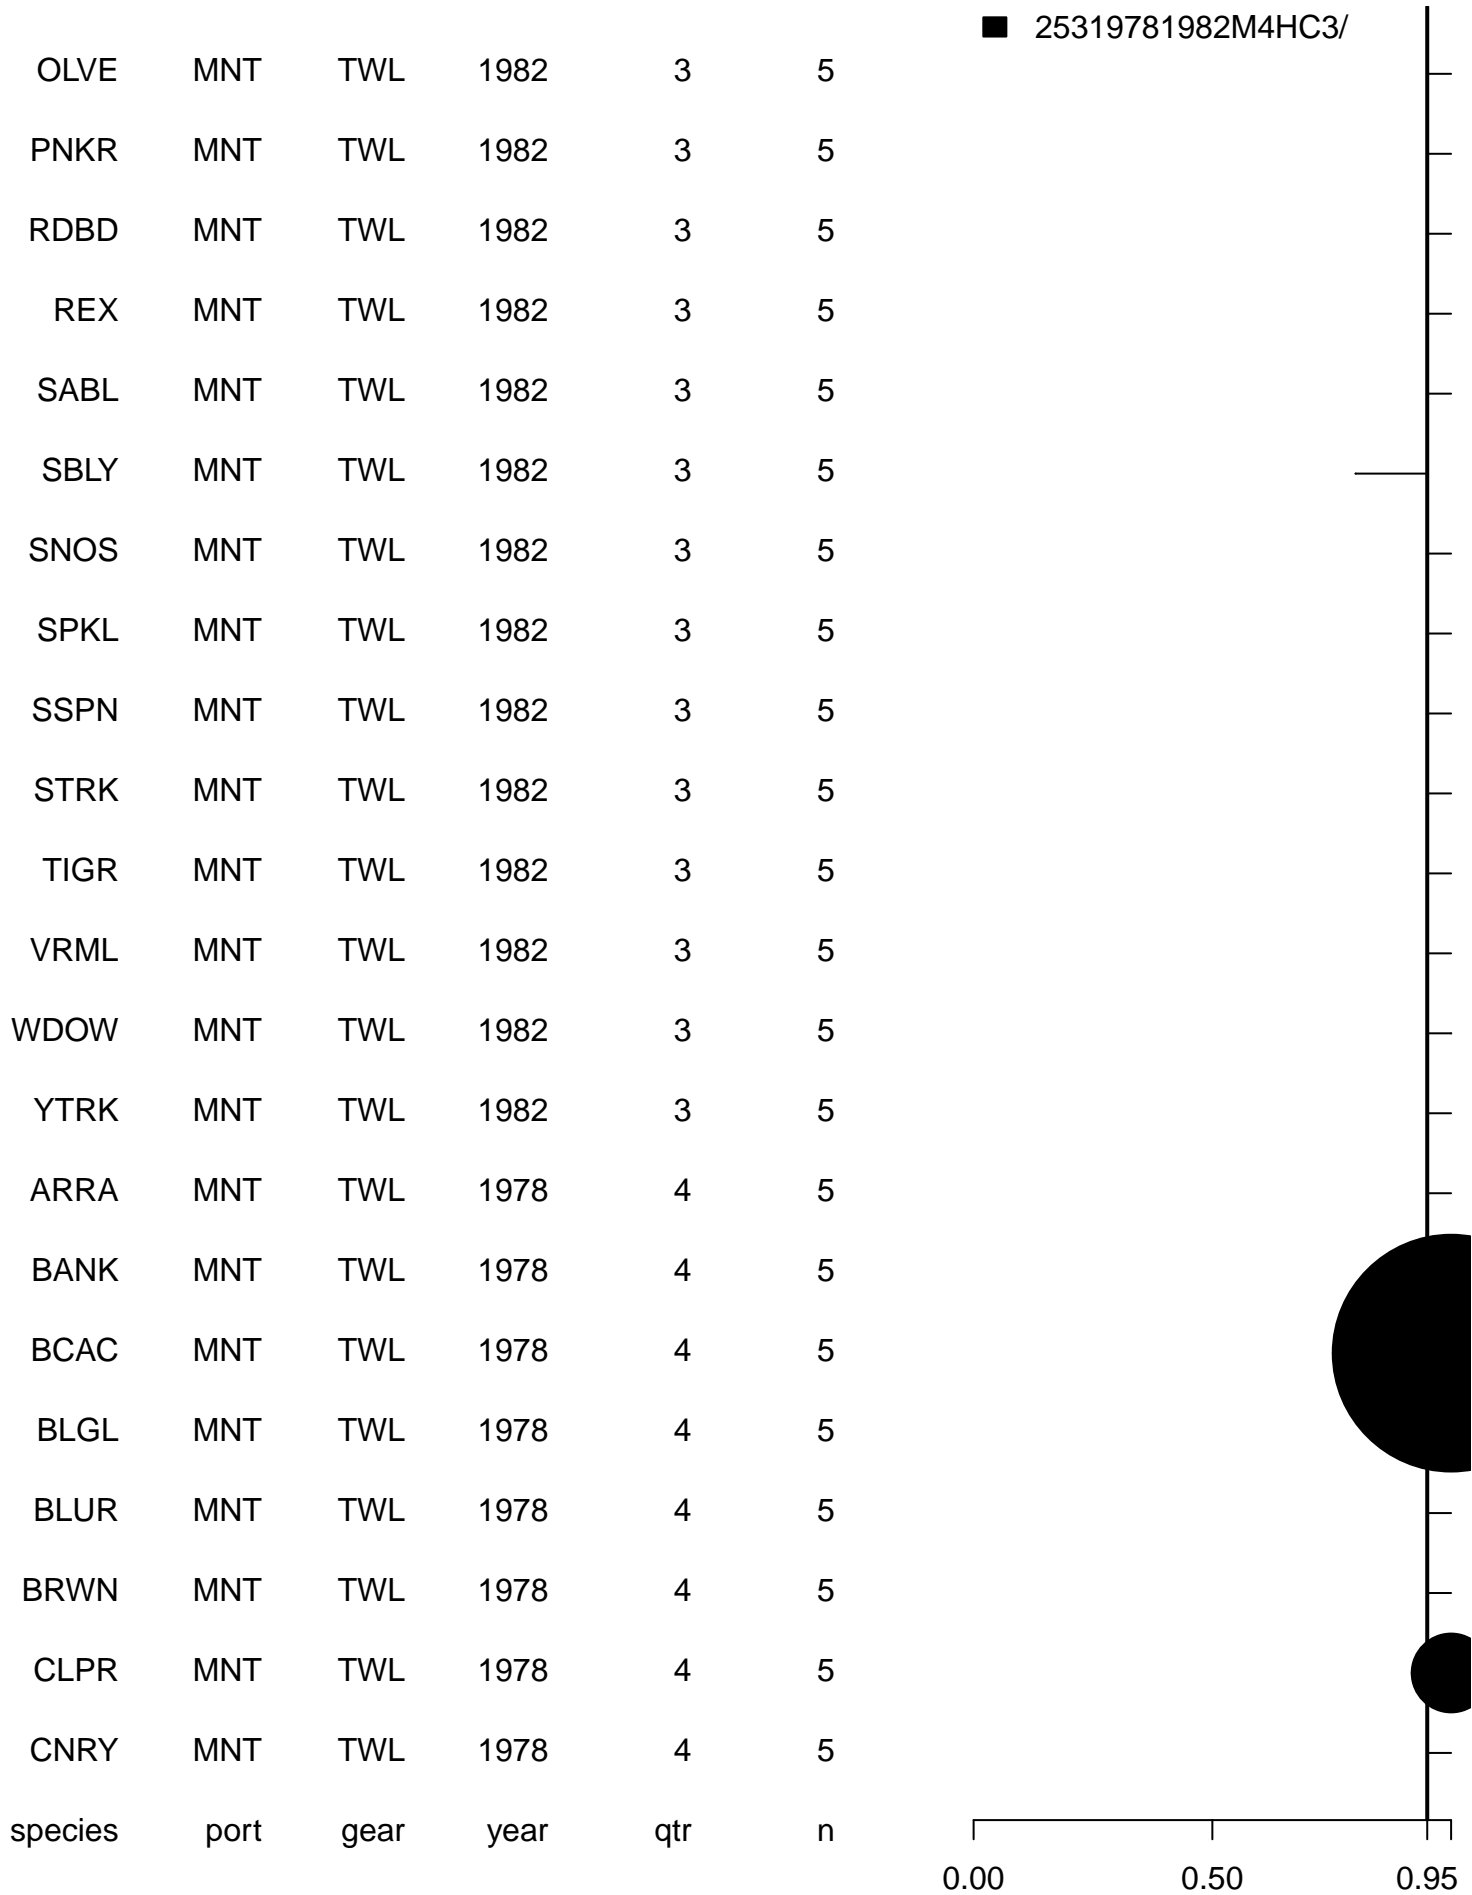 25319781982M4HC3/
OLVE MNT TWL 1982 3 5
PNKR MNT TWL 1982 3 5
RDBD MNT TWL 1982 3 5
REX MNT TWL 1982 3 5
SABL MNT TWL 1982 3 5
SBLY MNT TWL 1982 3 5
SNOS MNT TWL 1982 3 5
SPKL MNT TWL 1982 3 5
SSPN MNT TWL 1982 3 5
STRK MNT TWL 1982 3 5
TIGR MNT TWL 1982 3 5
VRML MNT TWL 1982 3 5
WDOW MNT TWL 1982 3 5
YTRK MNT TWL 1982 3 5
ARRA MNT TWL 1978 4 5
BANK MNT TWL 1978 4 5
BCAC MNT TWL 1978 4 5
BLGL MNT TWL 1978 4 5
BLUR MNT TWL 1978 4 5
BRWN MNT TWL 1978 4 5
CLPR MNT TWL 1978 4 5
CNRY MNT TWL 1978 4 5
species port gear year qtr n
0.00 0.50 0.95